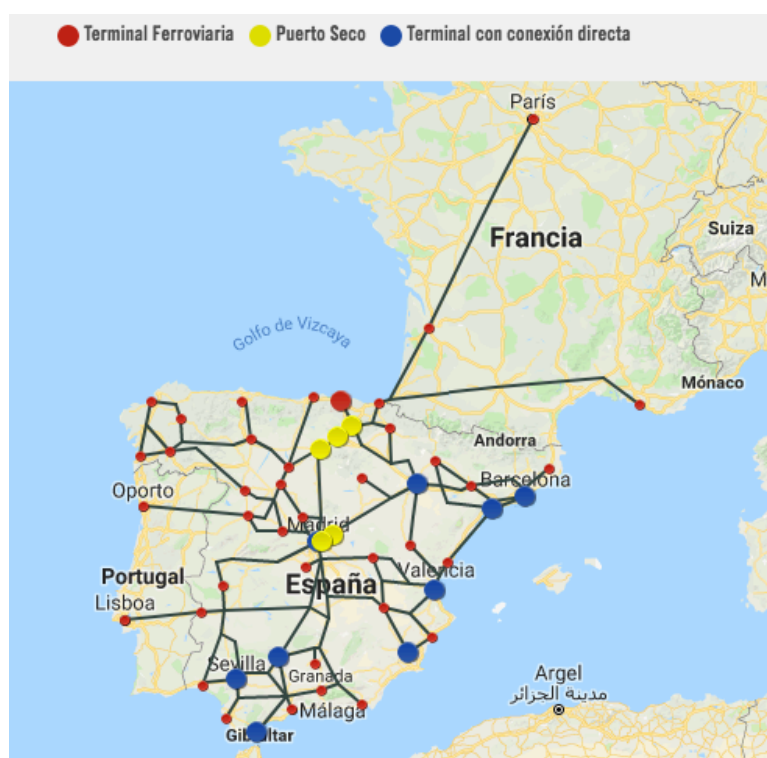 Terminal Ferroviaria Puerto Seco Terminal con conexión directa
París
Francia
Suiza
M
Golfo de Vizcaya
Mónaco
Andorra
Barcelona
Oporto
Madrid
Portugal
España
Valencia
Lisboa
Sevilla
Granada
Argel
مدينة الجزائر
Málaga
Gibraltar